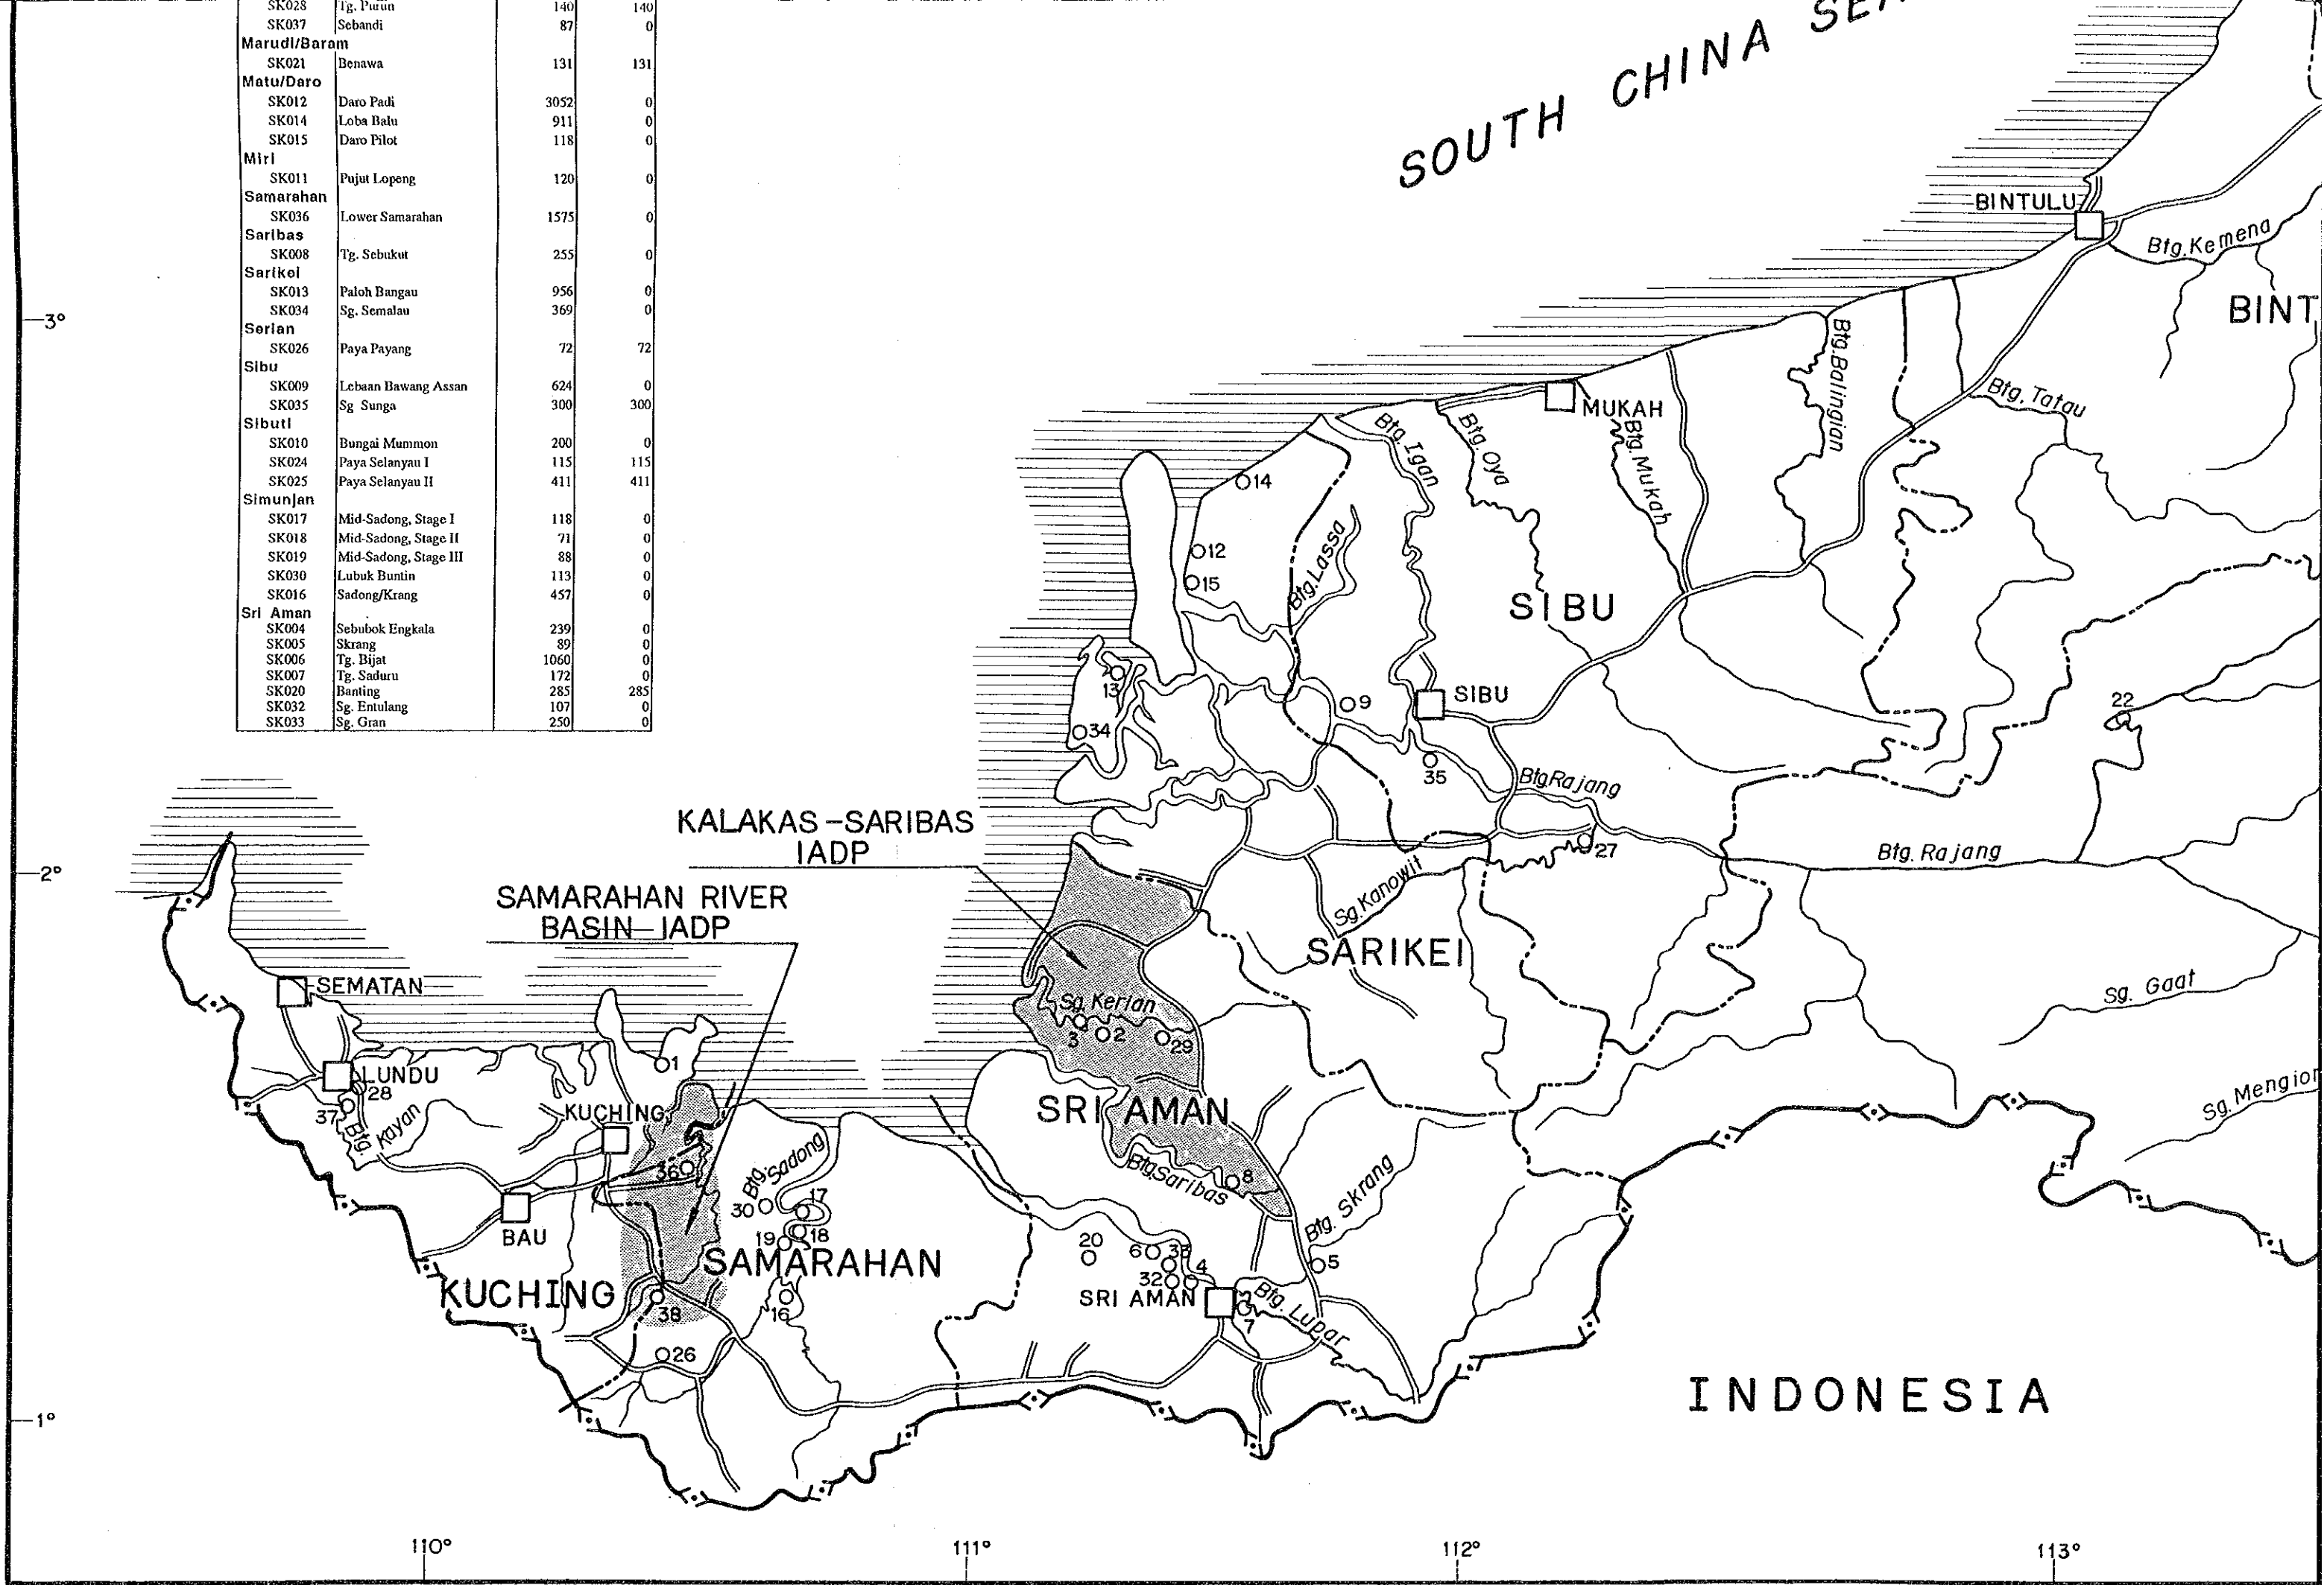 SK028 Tg. Purun 140 140
SK037 Sebandi 87 0
Marudi/Baram
SK021 Benawa 131 131
Matu/Daro
SK012 Daro Padi 3052 0
SK014 Loba Balu 911 0
SK015 Daro Pilot 118 0
Miri
SK011 Pujut Lopeng 120 0
Samarahan
SK036 Lower Samarahan 1575 0
Saribas
SK008 Tg. Sebukut 255 0
Sarikei
SK013 Paloh Bangau 956 0
SK034 Sg. Semalau 369 0
Serian
SK026 Paya Payang 72 72
Sibu
SK009 Lebaan Bawang Assan 624 0
SK035 Sg Sunga 300 300
Sibuti
SK010 Bungai Mummon 200 0
SK024 Paya Selanyau I 115 115
SK025 Paya Selanyau II 411 411
Simunjan
SK017 Mid-Sadong, Stage I 118 0
SK018 Mid-Sadong, Stage II 71 0
SK019 Mid-Sadong, Stage III 88 0
SK030 Lubuk Buntin 113 0
SK016 Sadong/Krang 457 0
Sri Aman
SK004 Sebubok Engkala 239 0
SK005 Skrang 89 0
SK006 Tg. Bijat 1060 0
SK007 Tg. Saduru 172 0
SK020 Banting 285 285
SK032 Sg. Entulang 107 0
SK033 Sg. Gran 250 0
SOUTH CHINA SEA
BINTULU
Btg. Kemena
BINT
3°
Btg. Balingian
Btg. Tatau
MUKAH
Btg. Igan
Btg. Oya
Btg. Mukah
14
12
15
Btg. Lassa
SIBU
13
9
SIBU
22
34
35
Btg Rajang
KALAKAS-SARIBAS
IADP
27
Btg. Rajang
2°
Sg. Kanowit
SAMARAHAN RIVER
BASIN IADP
SARIKEI
SEMATAN
Sg. Gaat
Sg. Kerian
3
2
29
1
LUNDU
28
37
Btg. Kayan
KUCHING
SRI AMAN
Sg. Mengion
36
Btg. Sadong
Btg. Saribas
8
Btg. Skrang
30
17
18
19
BAU
20
6
33
32
4
5
SAMARAHAN
KUCHING
38
16
SRI AMAN
7
Btg. Lupar
26
INDONESIA
1°
110°
111°
112°
113°